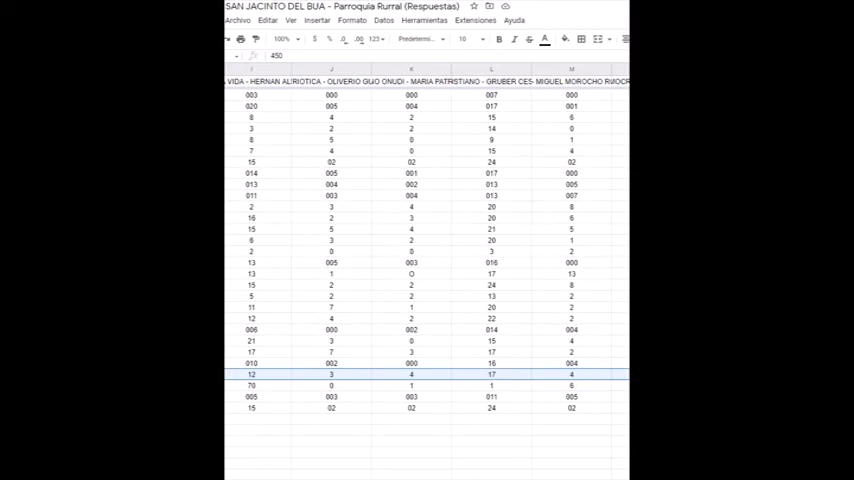 SAN JACINTO DEL BUA - Parroquia Rurral (Respuestas)
Archivo Editar Ver Insertar Formato Datos Herramientas Extensiones Ayuda
100% $ % .0 .00 123 Predetermi... 10 B I S A
fx 450
I J K L M
VIDA - HERNAN AL RIOTICA - OLIVERIO GU O ONUDI - MARIA PATR STIANO - GRUBER CES - MIGUEL MOROCHO R
003 000 000 007 000
020 005 004 017 001
8 4 2 15 6
3 2 2 14 0
8 5 0 9 1
7 4 0 15 4
15 02 02 24 02
014 005 001 017 000
013 004 002 013 005
011 003 004 013 007
2 3 4 20 8
16 2 3 20 6
15 5 4 21 5
6 3 2 20 1
2 0 0 3 2
13 005 003 016 000
13 1 O 17 13
15 2 2 24 8
5 2 2 13 2
11 7 1 20 2
12 4 2 22 2
006 000 002 014 004
21 3 0 15 4
17 7 3 17 2
010 002 000 16 004
12 3 4 17 4
70 0 1 1 6
005 003 003 011 005
15 02 02 24 02